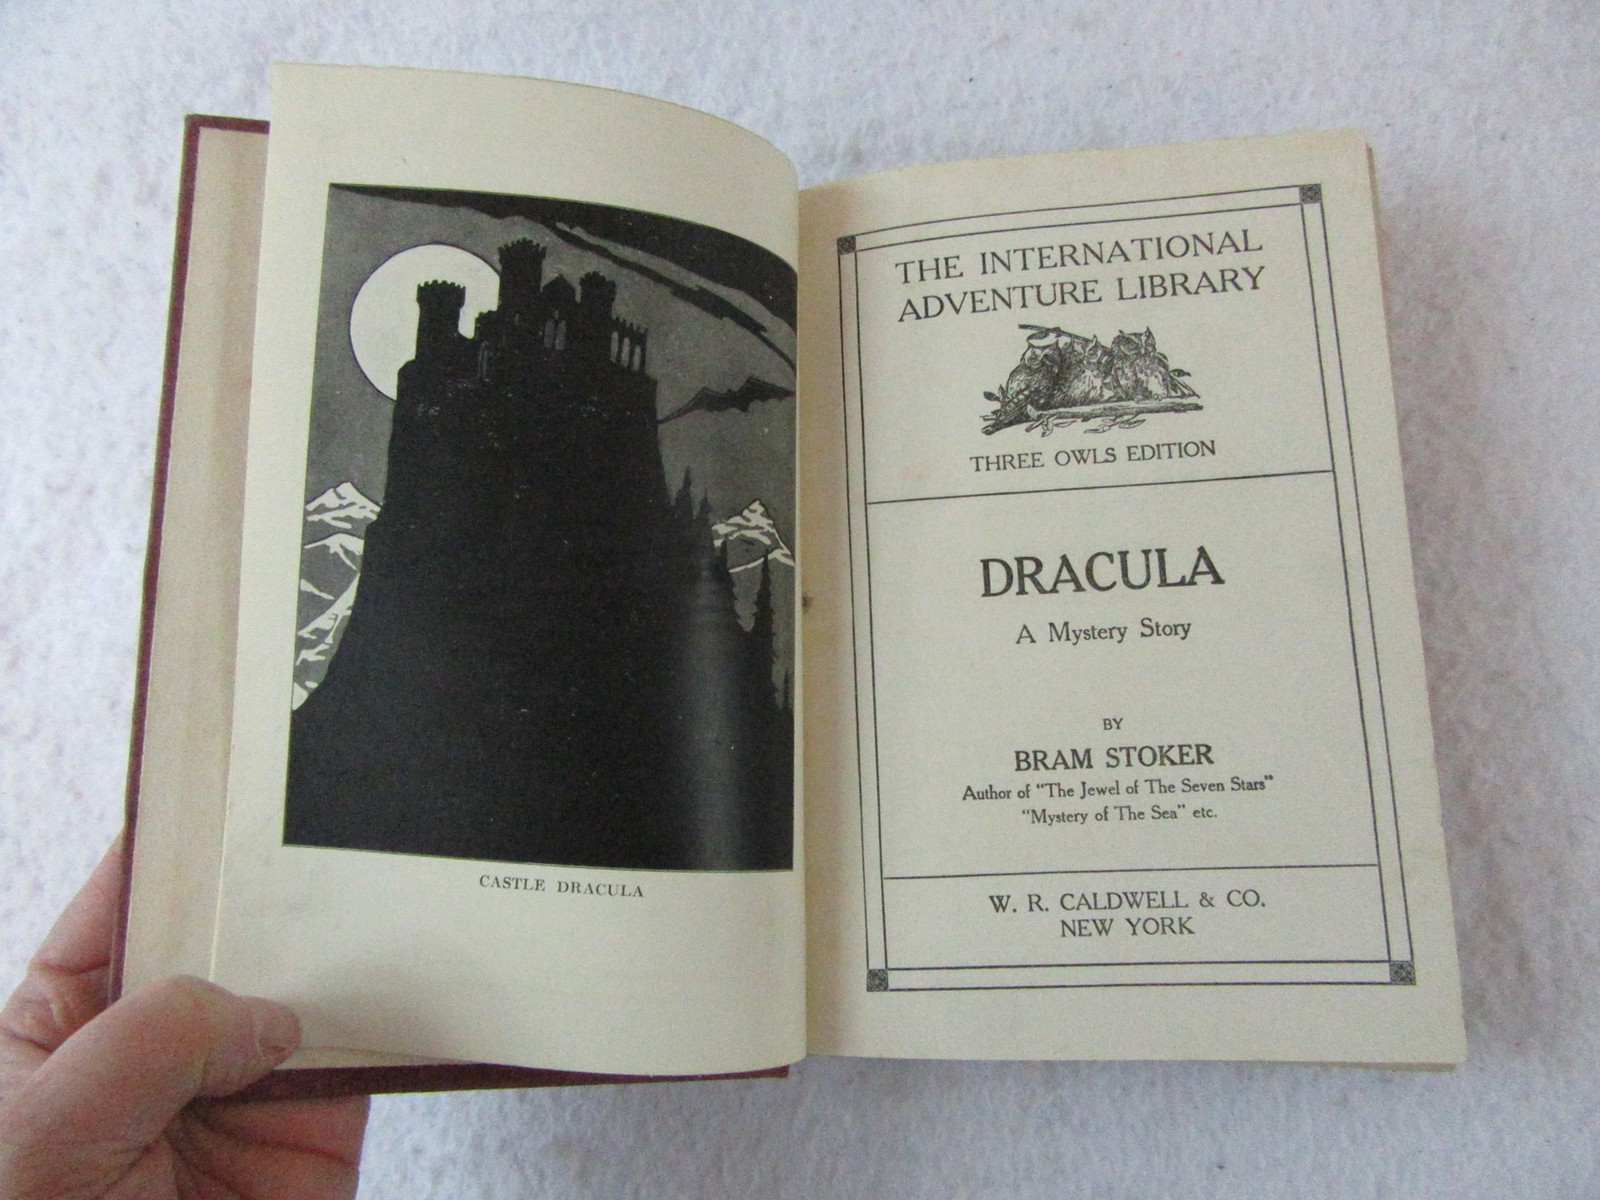 CASTLE DRACULA
THE INTERNATIONAL
ADVENTURE LIBRARY
THREE OWLS EDITION
DRACULA
A Mystery Story
BY
BRAM STOKER
Author of "The Jewel of The Seven Stars"
"Mystery of The Sea" etc.
W. R. CALDWELL & CO.
NEW YORK